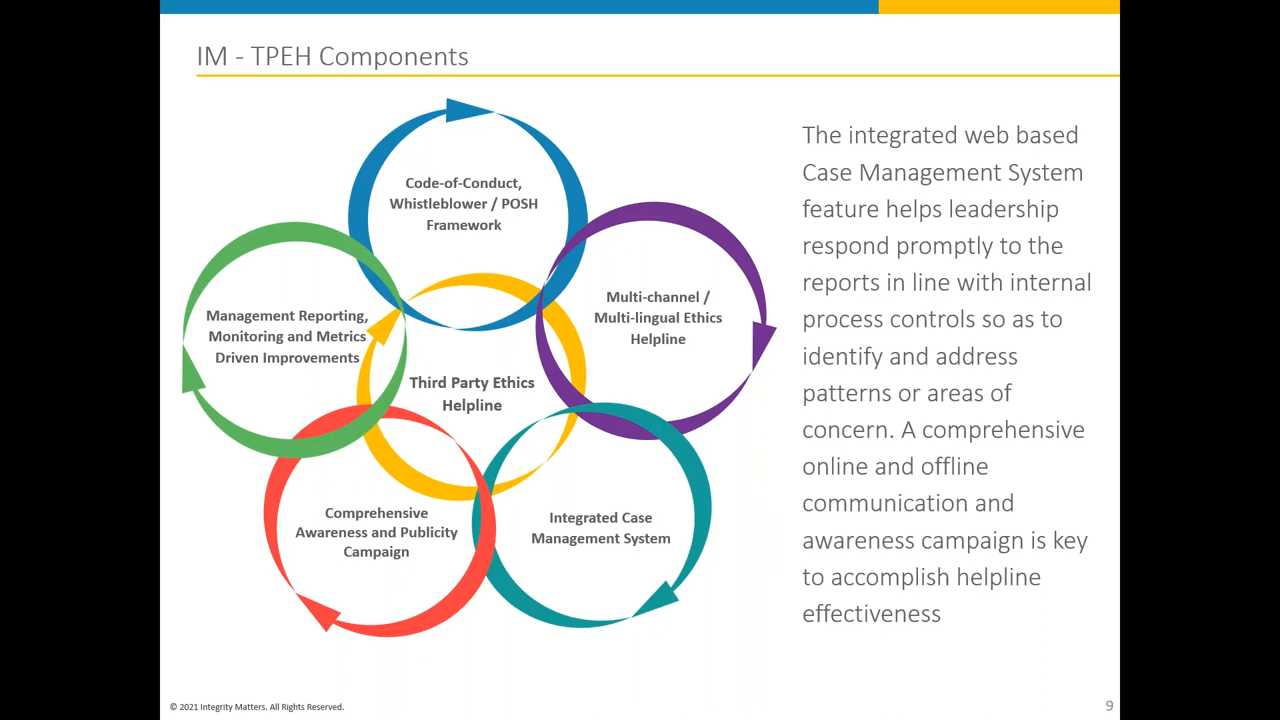 IM - TPEH Components
Code-of-Conduct,
Whistleblower / POSH
Framework
Multi-channel /
Multi-lingual Ethics
Helpline
Management Reporting,
Monitoring and Metrics
Driven Improvements
Third Party Ethics
Helpline
Comprehensive
Awareness and Publicity
Campaign
Integrated Case
Management System
The integrated web based
Case Management System
feature helps leadership
respond promptly to the
reports in line with internal
process controls so as to
identify and address
patterns or areas of
concern. A comprehensive
online and offline
communication and
awareness campaign is key
to accomplish helpline
effectiveness
© 2021 Integrity Matters. All Rights Reserved.
9